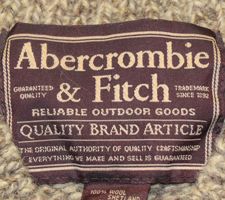 Abercrombie
GUARANTEED QUALITY & Fitch TRADEMARK SINCE 1892
RELIABLE OUTDOOR GOODS
QUALITY BRAND ARTICLE
THE ORIGINAL AUTHORITY OF QUALITY CRAFTSMANSHIP
EVERYTHING WE MAKE AND SELL IS GUARANTEED
100% WOOL
SHETLAND